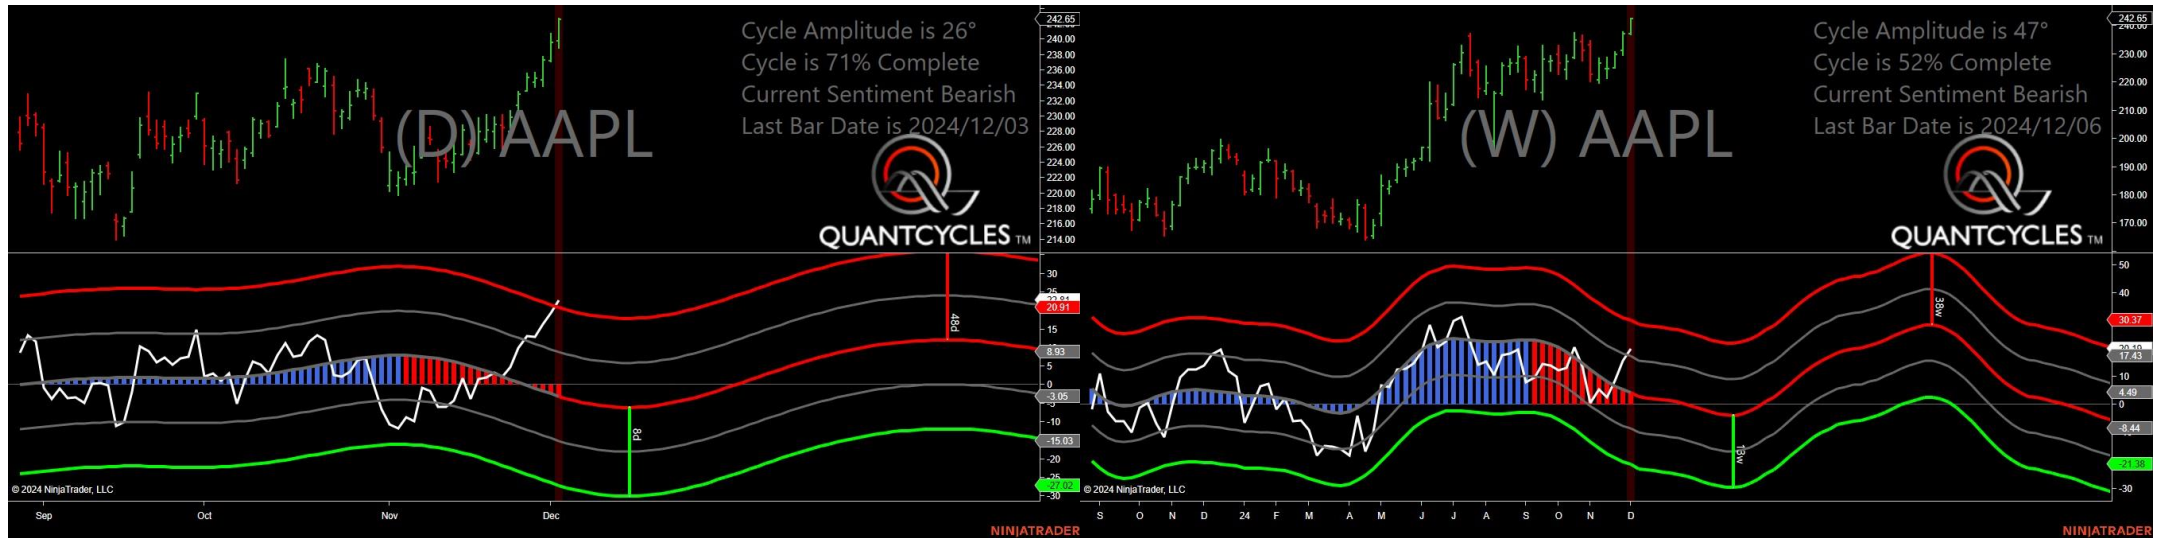 Cycle Amplitude is 26°
Cycle is 71% Complete
Current Sentiment Bearish
Last Bar Date is 2024/12/03
(D) AAPL
QUANTCYCLES TM
242.65
240.00
238.00
236.00
234.00
232.00
230.00
228.00
226.00
224.00
222.00
220.00
218.00
216.00
214.00
30
25
20.91
15
8.93
5
0
-3.05
-5
-10
-15.03
-20
-25
-27.02
-30
48d
8d
© 2024 NinjaTrader, LLC
Sep Oct Nov Dec
NINJATRADER
Cycle Amplitude is 47°
Cycle is 52% Complete
Current Sentiment Bearish
Last Bar Date is 2024/12/06
(W) AAPL
QUANTCYCLES TM
242.65
240.00
230.00
220.00
210.00
200.00
190.00
180.00
170.00
50
40
30.37
17.43
10
4.49
0
-8.44
-21.38
-30
38w
13w
© 2024 NinjaTrader, LLC
S O N D 24 F M A M J J A S O N D
NINJATRADER